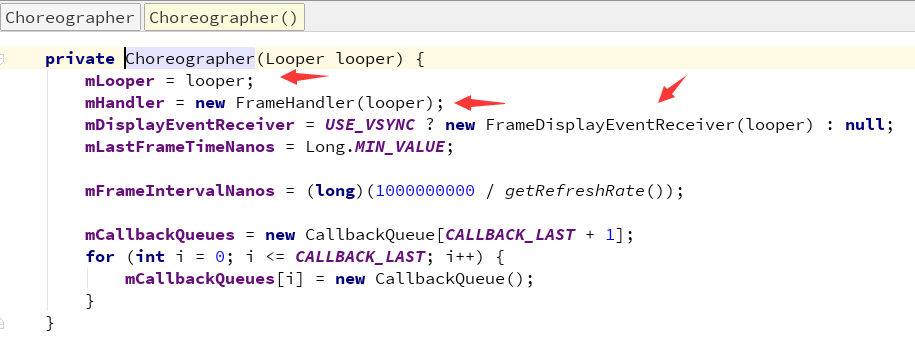 Choreographer Choreographer()
private Choreographer(Looper looper) {
mLooper = looper;
mHandler = new FrameHandler(looper);
mDisplayEventReceiver = USE_VSYNC ? new FrameDisplayEventReceiver(looper) : null;
mLastFrameTimeNanos = Long.MIN_VALUE;
mFrameIntervalNanos = (long)(1000000000 / getRefreshRate());
mCallbackQueues = new CallbackQueue[CALLBACK_LAST + 1];
for (int i = 0; i <= CALLBACK_LAST; i++) {
mCallbackQueues[i] = new CallbackQueue();
}
}